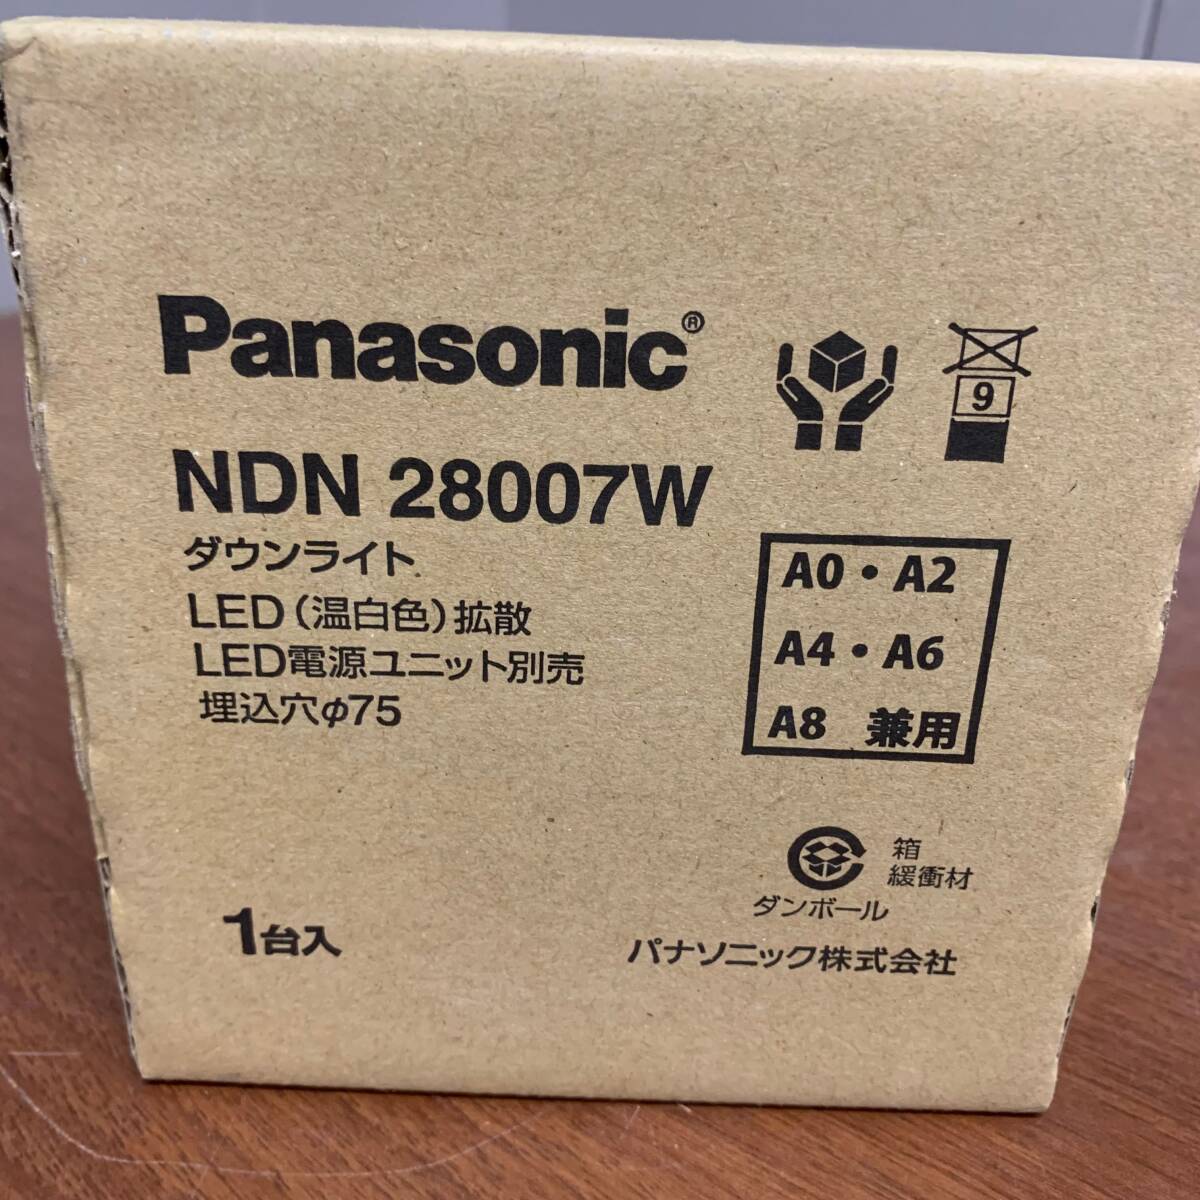 Panasonic®
9
NDN 28007W
ダウンライト
LED(温白色)拡散
LED電源ユニット別売
埋込穴φ75
A0・A2
A4・A6
A8 兼用
箱
緩衝材
ダンボール
1台入
パナソニック株式会社